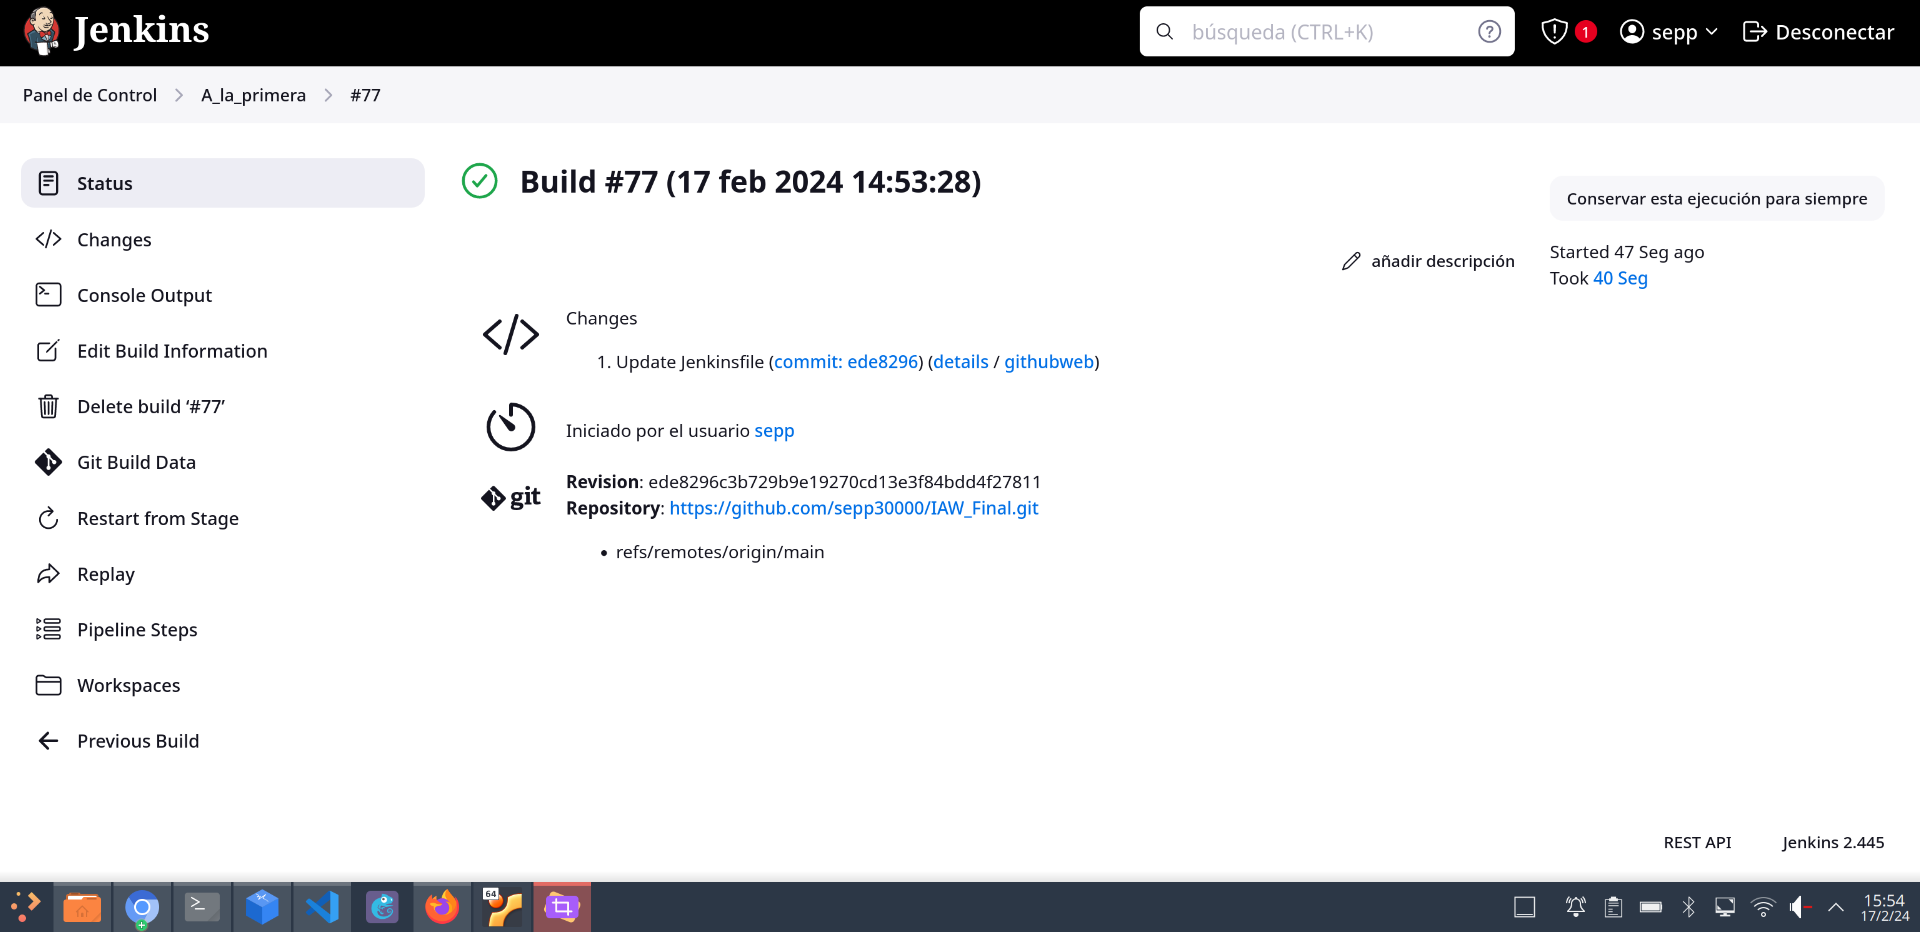 Jenkins
búsqueda (CTRL+K)
?
1
sepp
Desconectar
Panel de Control
A_la_primera
#77
Status
Changes
Console Output
Edit Build Information
Delete build ‘#77’
Git Build Data
Restart from Stage
Replay
Pipeline Steps
Workspaces
Previous Build
Build #77 (17 feb 2024 14:53:28)
Conservar esta ejecución para siempre
añadir descripción
Started 47 Seg ago
Took 40 Seg
Changes
1. Update Jenkinsfile (commit: ede8296) (details / githubweb)
Iniciado por el usuario sepp
git
Revision: ede8296c3b729b9e19270cd13e3f84bdd4f27811
Repository: https://github.com/sepp30000/IAW_Final.git
• refs/remotes/origin/main
REST API
Jenkins 2.445
64
15:54
17/2/24